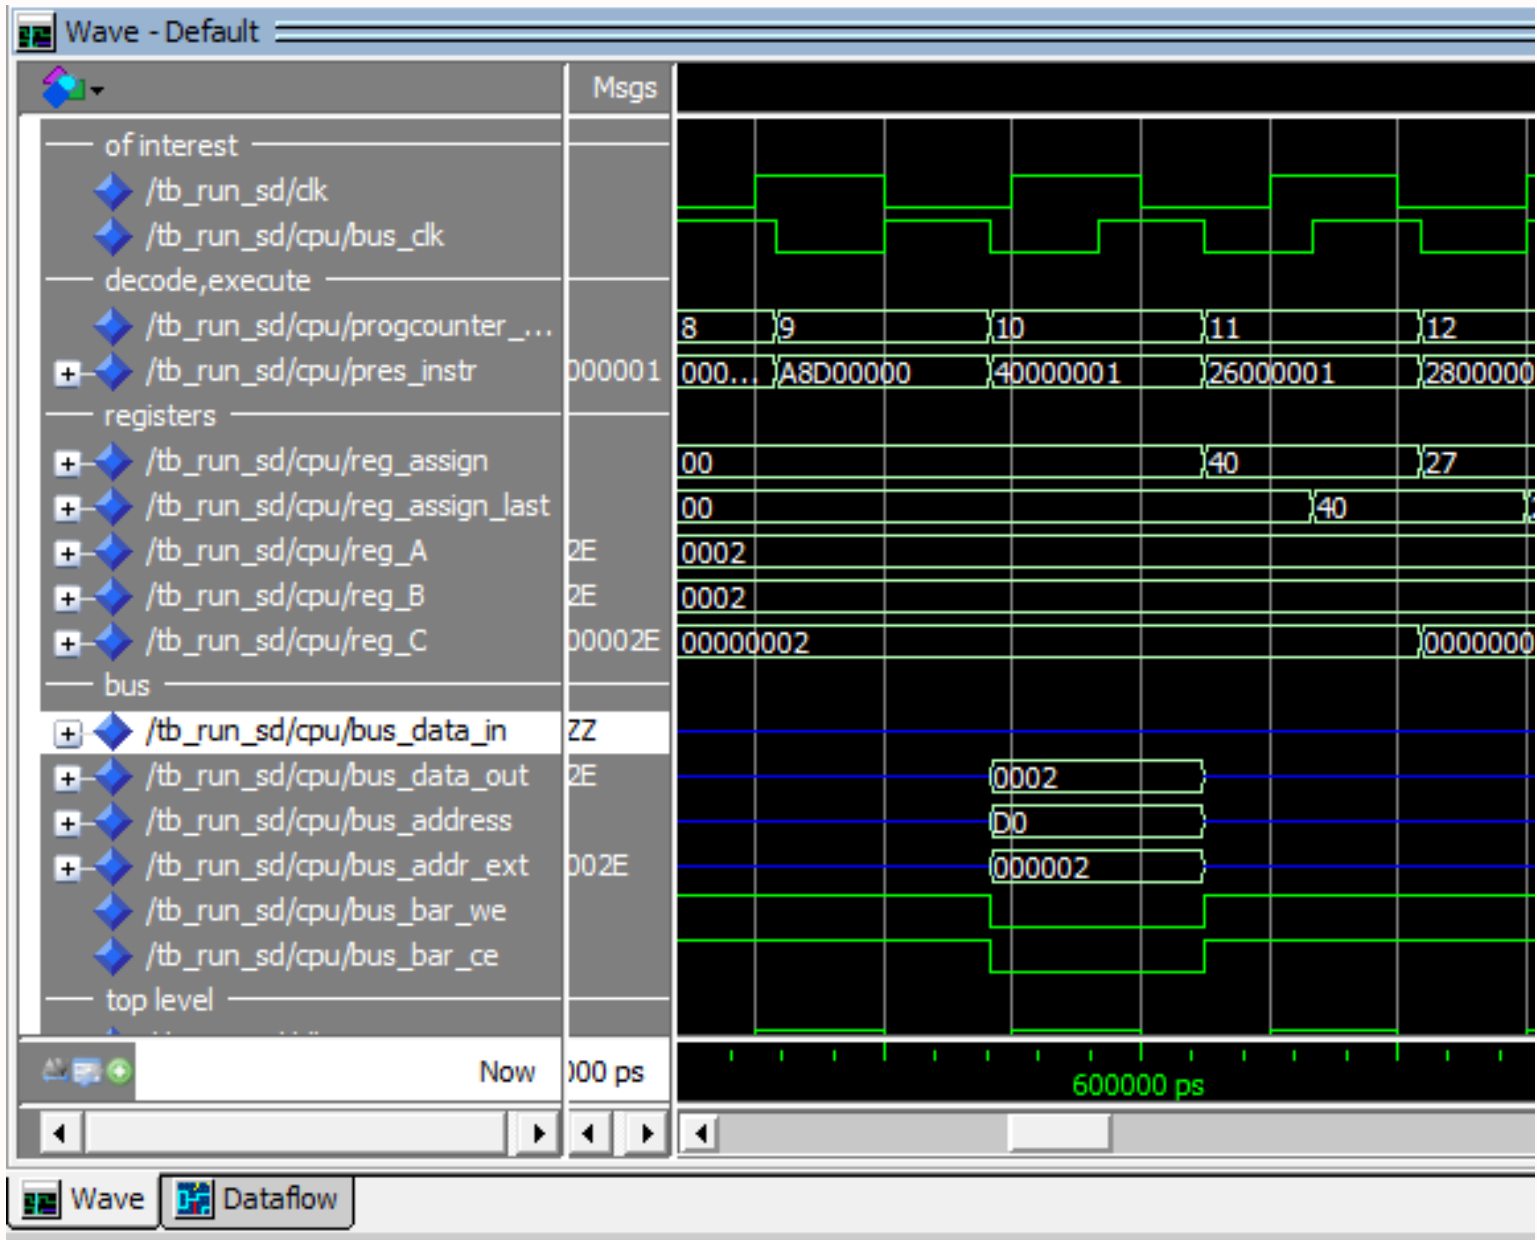 Wave - Default
Msgs
of interest
/tb_run_sd/clk
/tb_run_sd/cpu/bus_clk
decode,execute
/tb_run_sd/cpu/progcounter_... 8 9 10 11 12
/tb_run_sd/cpu/pres_instr 000001 000... A8D00000 40000001 26000001 2800000
registers
/tb_run_sd/cpu/reg_assign 00 40 27
/tb_run_sd/cpu/reg_assign_last 00 40
/tb_run_sd/cpu/reg_A 2E 0002
/tb_run_sd/cpu/reg_B 2E 0002
/tb_run_sd/cpu/reg_C 00002E 00000002 0000000
bus
/tb_run_sd/cpu/bus_data_in ZZ
/tb_run_sd/cpu/bus_data_out 2E 0002
/tb_run_sd/cpu/bus_address D0
/tb_run_sd/cpu/bus_addr_ext 002E 000002
/tb_run_sd/cpu/bus_bar_we
/tb_run_sd/cpu/bus_bar_ce
top level
Now 000 ps
600000 ps
Wave Dataflow